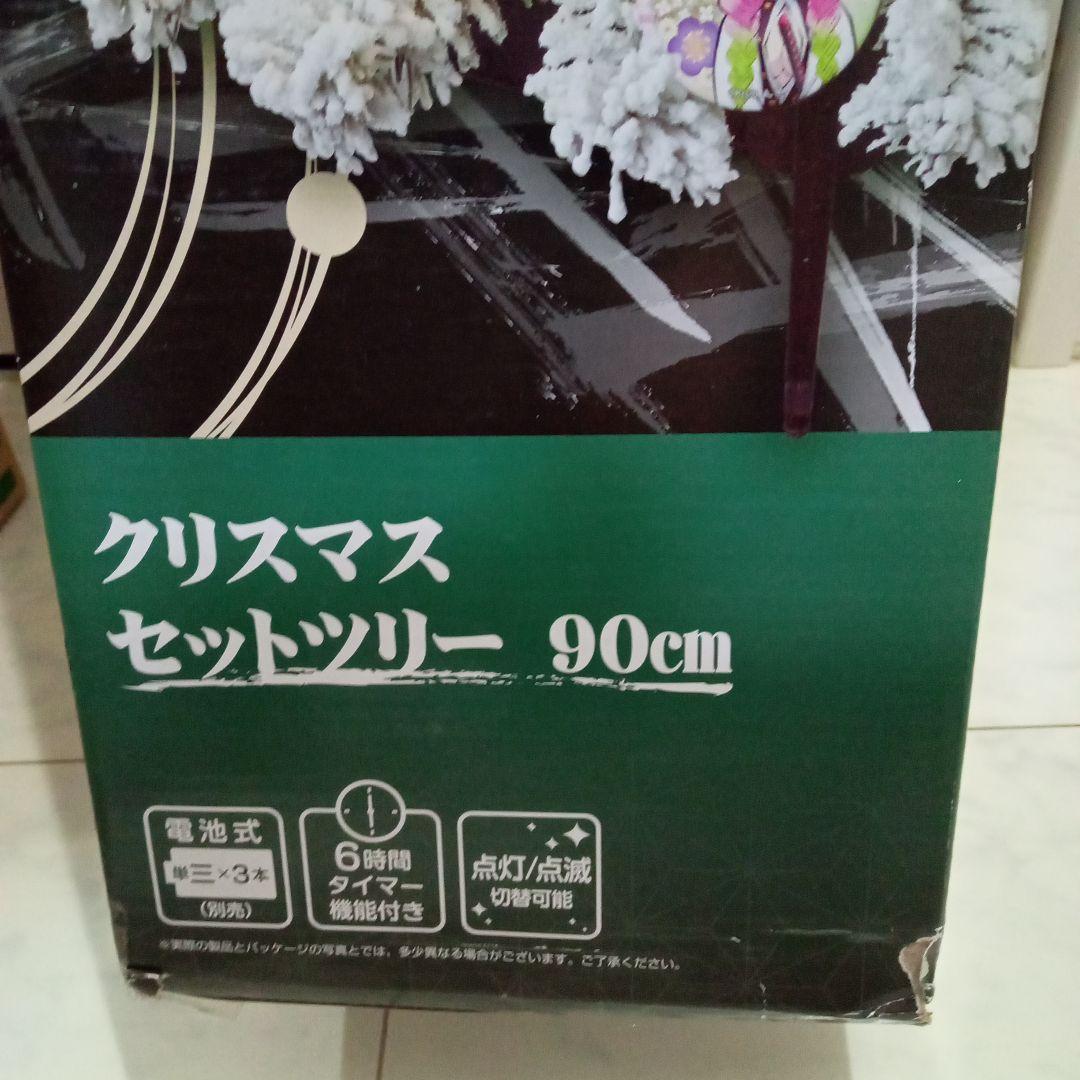 クリスマス
セットツリー 90cm
電池式
単三×3本
(別売)
6時間
タイマー
機能付き
点灯/点滅
切替可能
※実際の製品とパッケージの写真とでは、多少異なる場合がございます。ご了承ください。